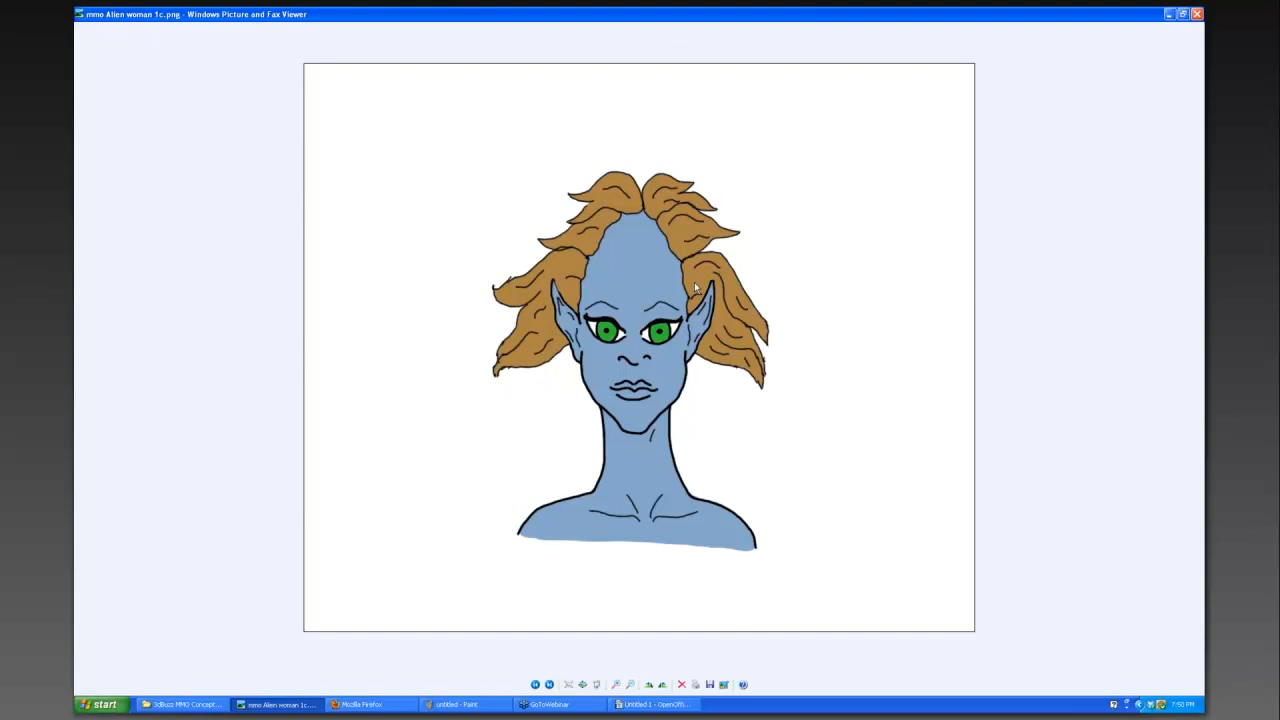 mmo Alien woman 1c.png - Windows Picture and Fax Viewer
start
3dBuzz MMO Concept...
mmo Alien woman 1c....
Mozilla Firefox
untitled - Paint
GoToWebinar
Untitled 1 - OpenOffi...
7:50 PM